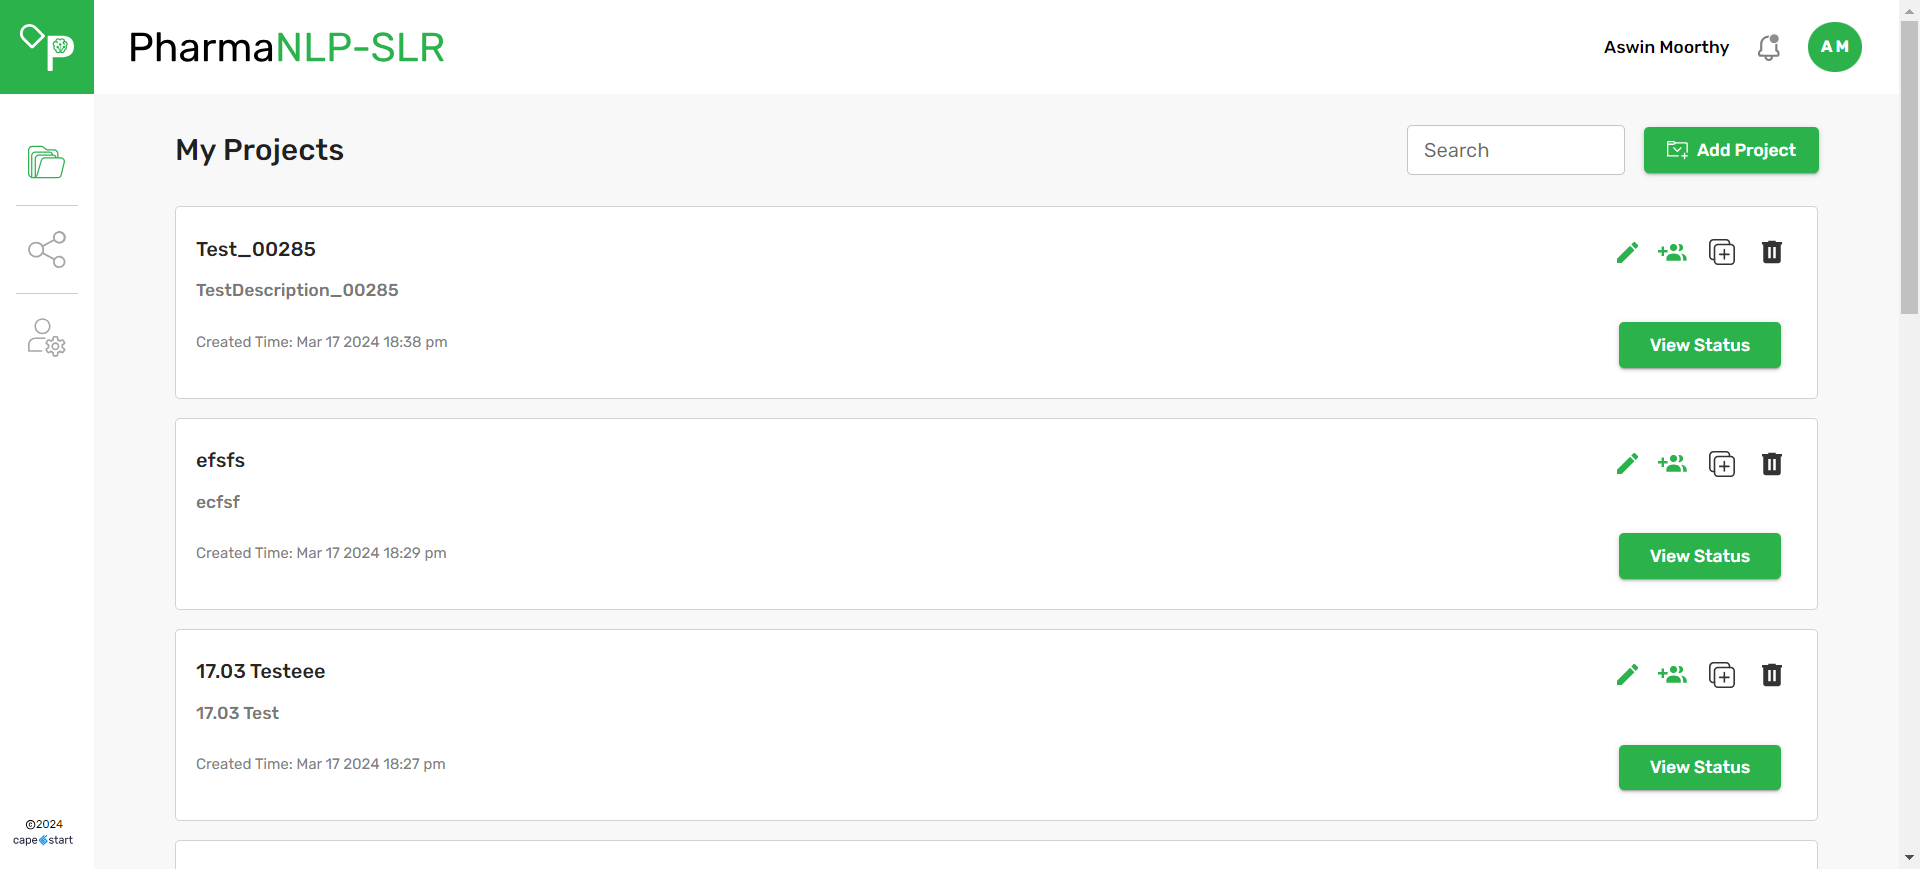 PharmaNLP-SLR
Aswin Moorthy
AM
My Projects
Search
Add Project
Test_00285
TestDescription_00285
Created Time: Mar 17 2024 18:38 pm
View Status
efsfs
ecfsf
Created Time: Mar 17 2024 18:29 pm
View Status
17.03 Testeee
17.03 Test
Created Time: Mar 17 2024 18:27 pm
View Status
©2024
capestart